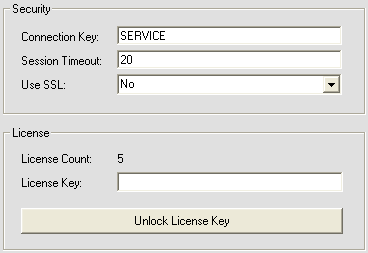 Security
Connection Key: SERVICE
Session Timeout: 20
Use SSL: No
License
License Count: 5
License Key:
Unlock License Key